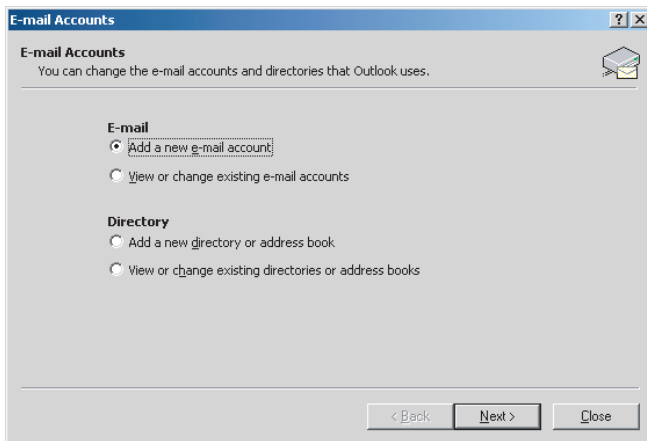 E-mail Accounts
E-mail Accounts
You can change the e-mail accounts and directories that Outlook uses.
E-mail
Add a new e-mail account
View or change existing e-mail accounts
Directory
Add a new directory or address book
View or change existing directories or address books
< Back Next > Close